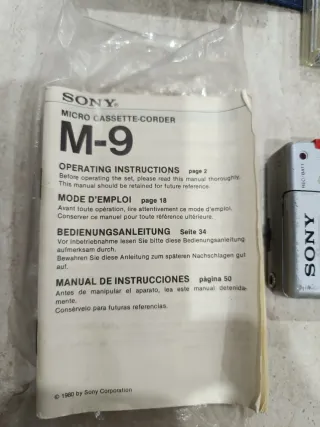 SONY
MICRO CASSETTE-CORDER
M-9
OPERATING INSTRUCTIONS page 2
Before operating the set, please read this manual thoroughly.
This manual should be retained for future reference.
MODE D'EMPLOI page 18
Avant toute opération, lire attentivement ce mode d'emploi.
Conserver ce manuel pour toute référence ultérieure.
BEDIENUNGSANLEITUNG Seite 34
Vor Inbetriebnahme lesen Sie bitte diese Bedienungsanleitung
aufmerksam durch.
Bewahren Sie diese Anleitung zum späteren Nachschlagen gut
auf.
MANUAL DE INSTRUCCIONES página 50
Antes de manipular el aparato, lea este manual detenida-
mente.
Consérvelo para futuras referencias.
© 1980 by Sony Corporation
REC·BATT
SONY